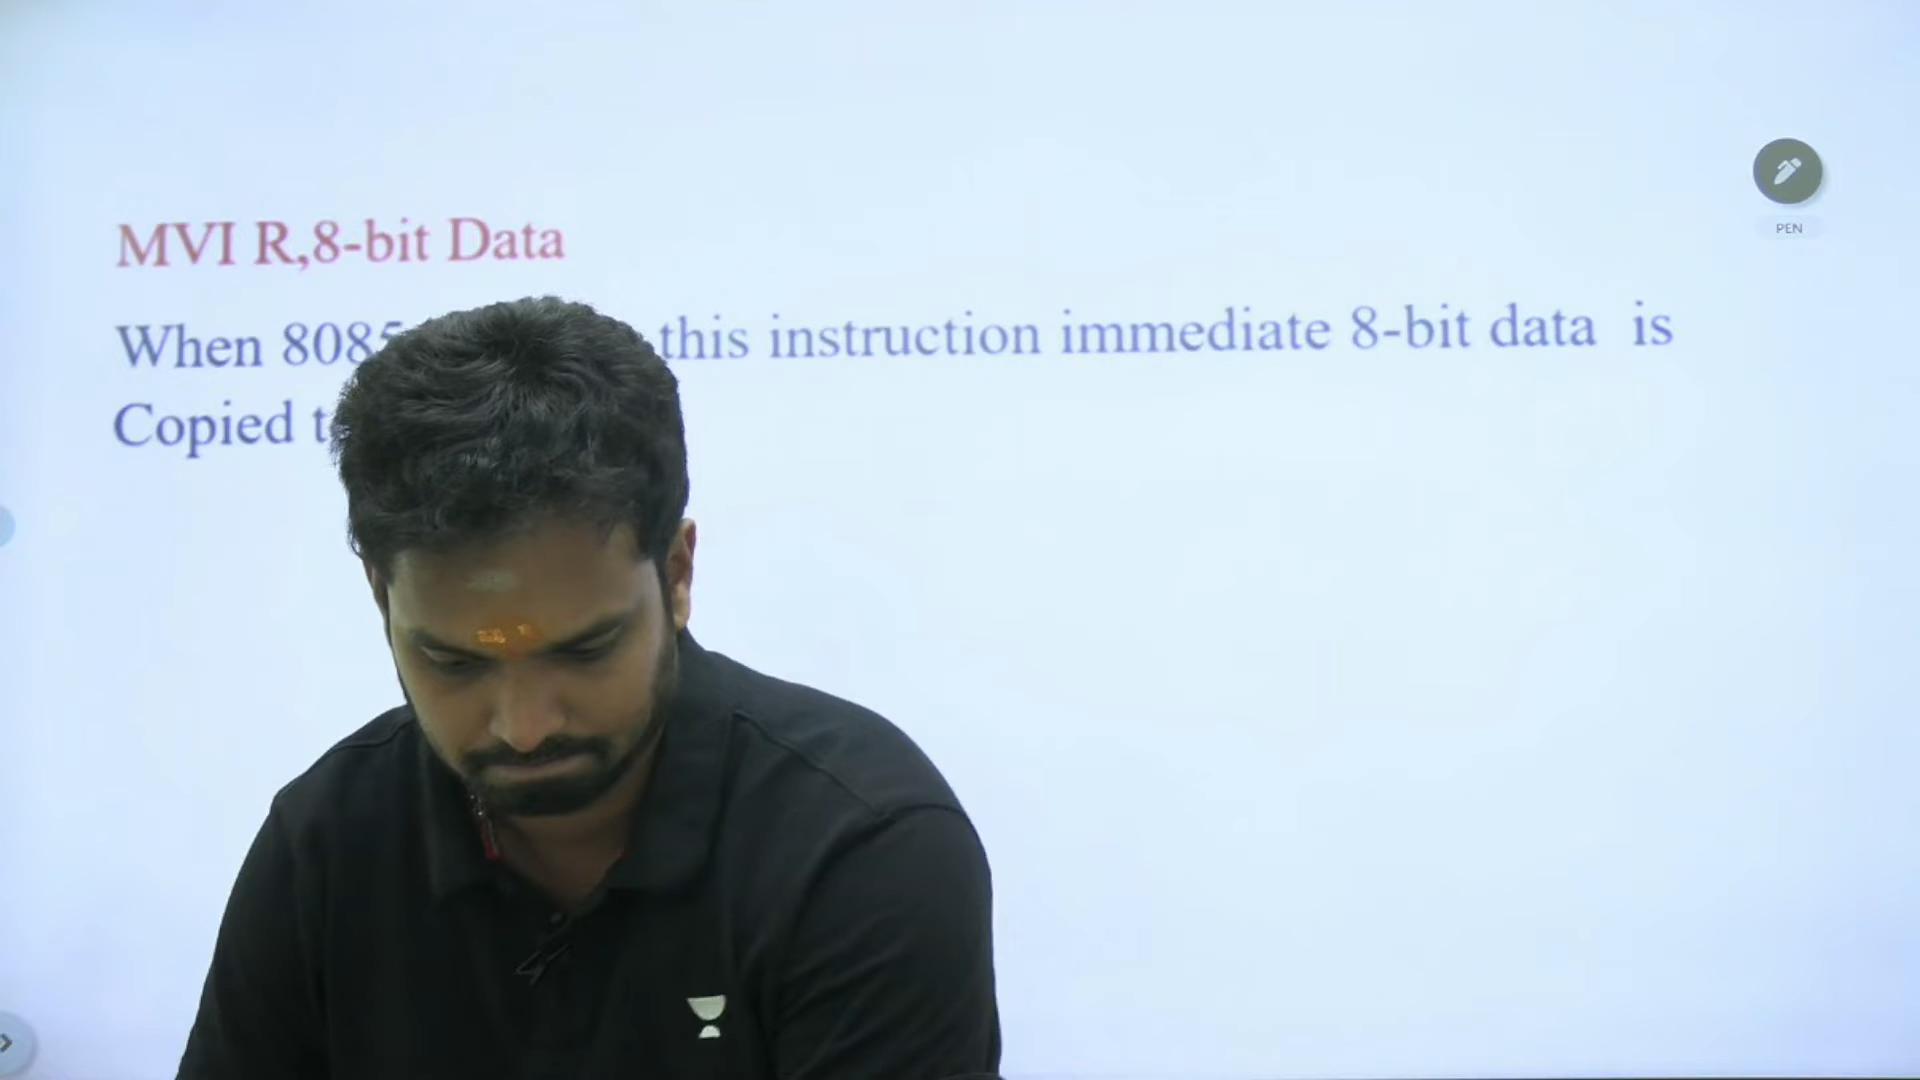 PEN
MVI R,8-bit Data
When 8085 this instruction immediate 8-bit data is
Copied